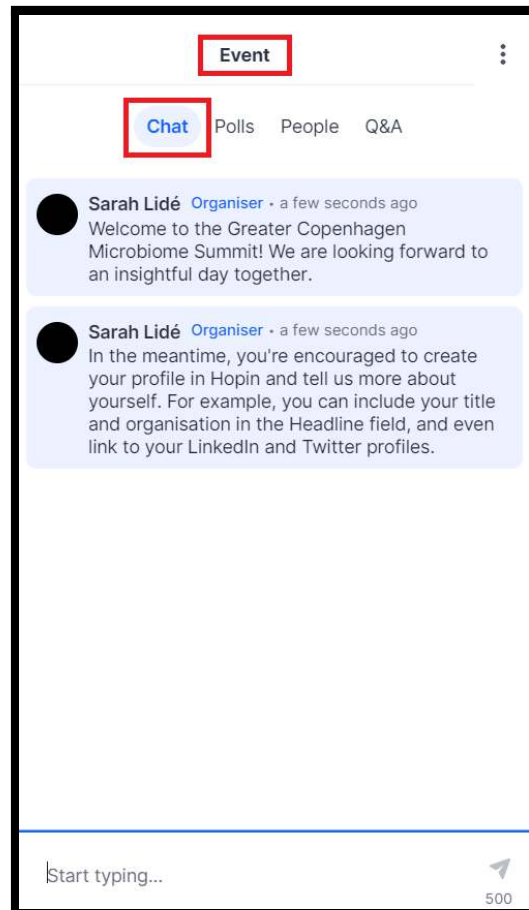 Event
Chat Polls People Q&A
Sarah Lidé Organiser • a few seconds ago
Welcome to the Greater Copenhagen
Microbiome Summit! We are looking forward to
an insightful day together.
Sarah Lidé Organiser • a few seconds ago
In the meantime, you're encouraged to create
your profile in Hopin and tell us more about
yourself. For example, you can include your title
and organisation in the Headline field, and even
link to your LinkedIn and Twitter profiles.
Start typing...
500